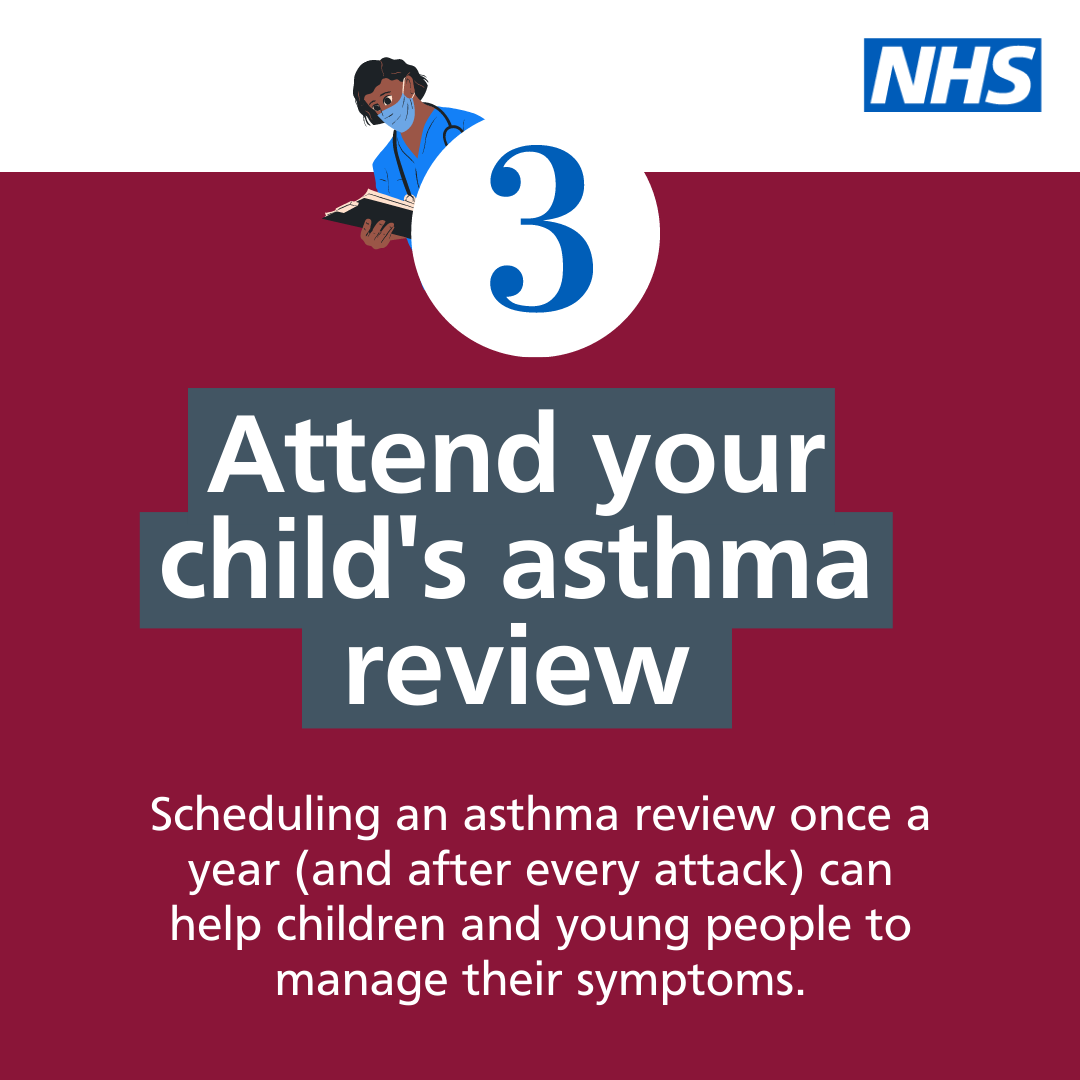 NHS
3
Attend your
child's asthma
review
Scheduling an asthma review once a
year (and after every attack) can
help children and young people to
manage their symptoms.